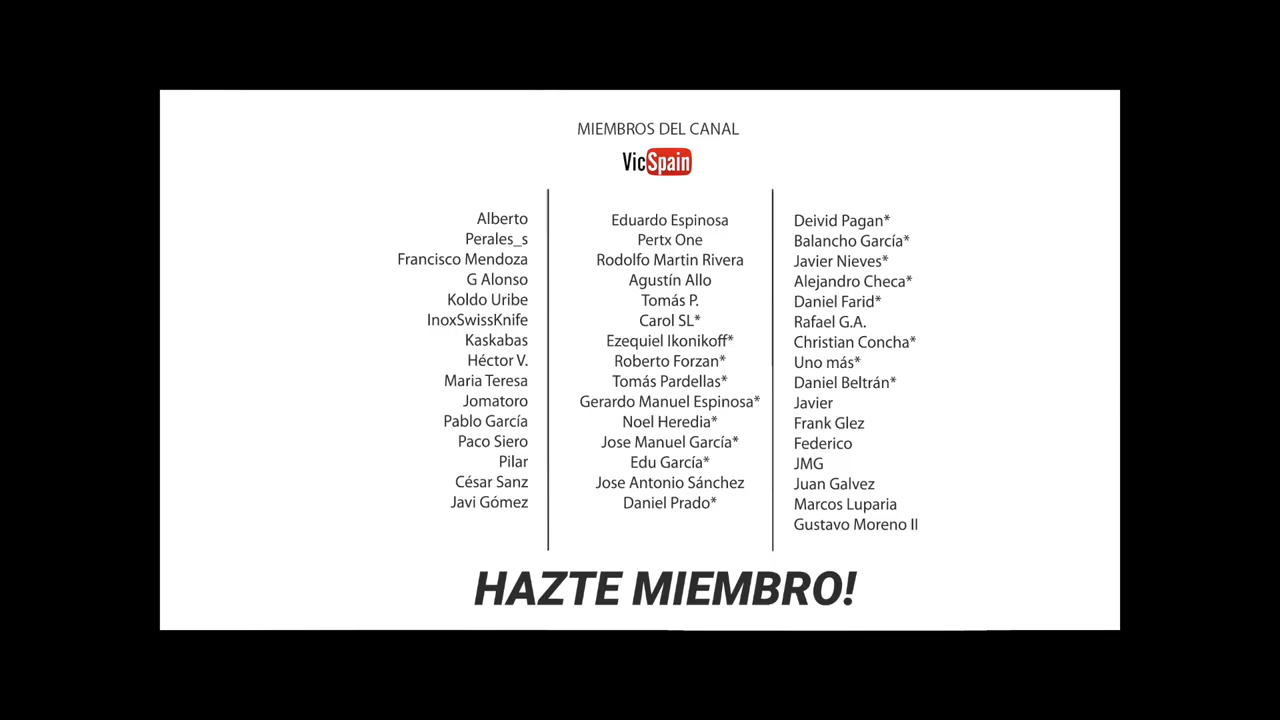 MIEMBROS DEL CANAL
VicSpain
Alberto
Perales_s
Francisco Mendoza
G Alonso
Koldo Uribe
InoxSwissKnife
Kaskabas
Héctor V.
Maria Teresa
Jomatoro
Pablo García
Paco Siero
Pilar
César Sanz
Javi Gómez
Eduardo Espinosa
Pertx One
Rodolfo Martin Rivera
Agustín Allo
Tomás P.
Carol SL*
Ezequiel Ikonikoff*
Roberto Forzan*
Tomás Pardellas*
Gerardo Manuel Espinosa*
Noel Heredia*
Jose Manuel García*
Edu García*
Jose Antonio Sánchez
Daniel Prado*
Deivid Pagan*
Balancho García*
Javier Nieves*
Alejandro Checa*
Daniel Farid*
Rafael G.A.
Christian Concha*
Uno más*
Daniel Beltrán*
Javier
Frank Glez
Federico
JMG
Juan Galvez
Marcos Luparia
Gustavo Moreno II
HAZTE MIEMBRO!